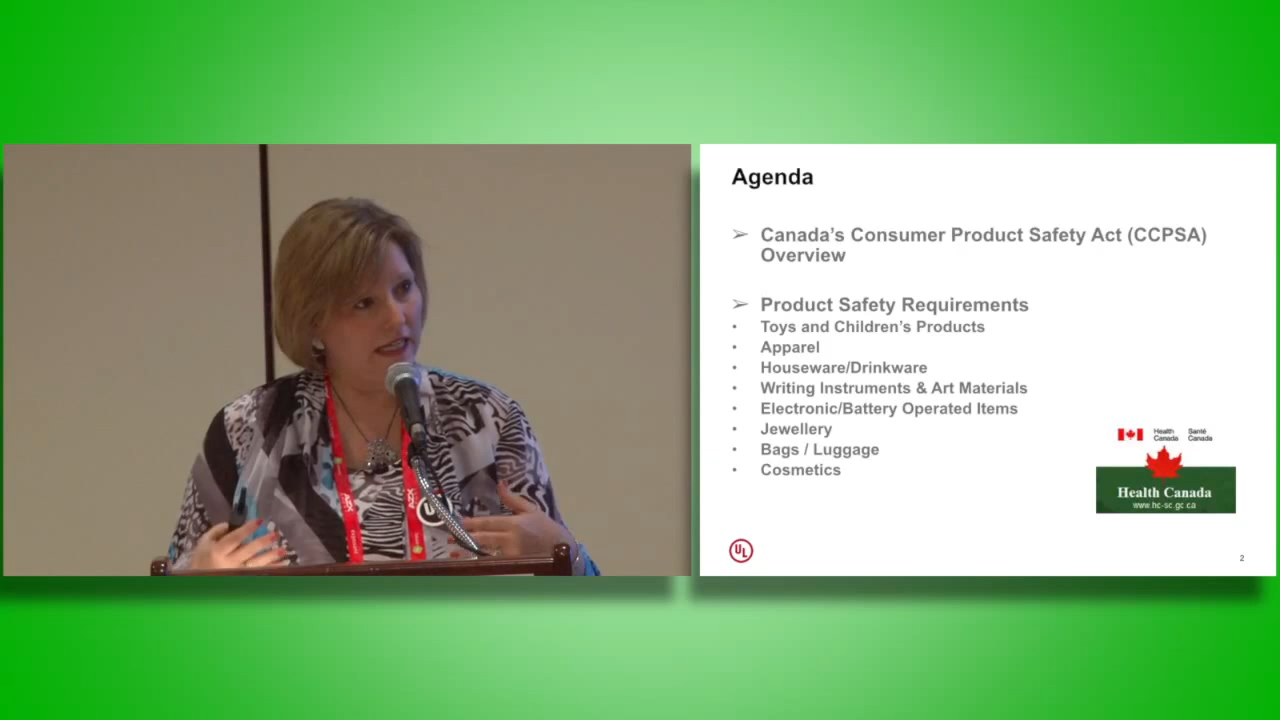 Agenda
➢ Canada's Consumer Product Safety Act (CCPSA)
Overview
➢ Product Safety Requirements
• Toys and Children's Products
• Apparel
• Houseware/Drinkware
• Writing Instruments & Art Materials
• Electronic/Battery Operated Items
• Jewellery
• Bags / Luggage
• Cosmetics
Health Canada
Santé Canada
Health Canada
www.hc-sc.gc.ca
UL
2